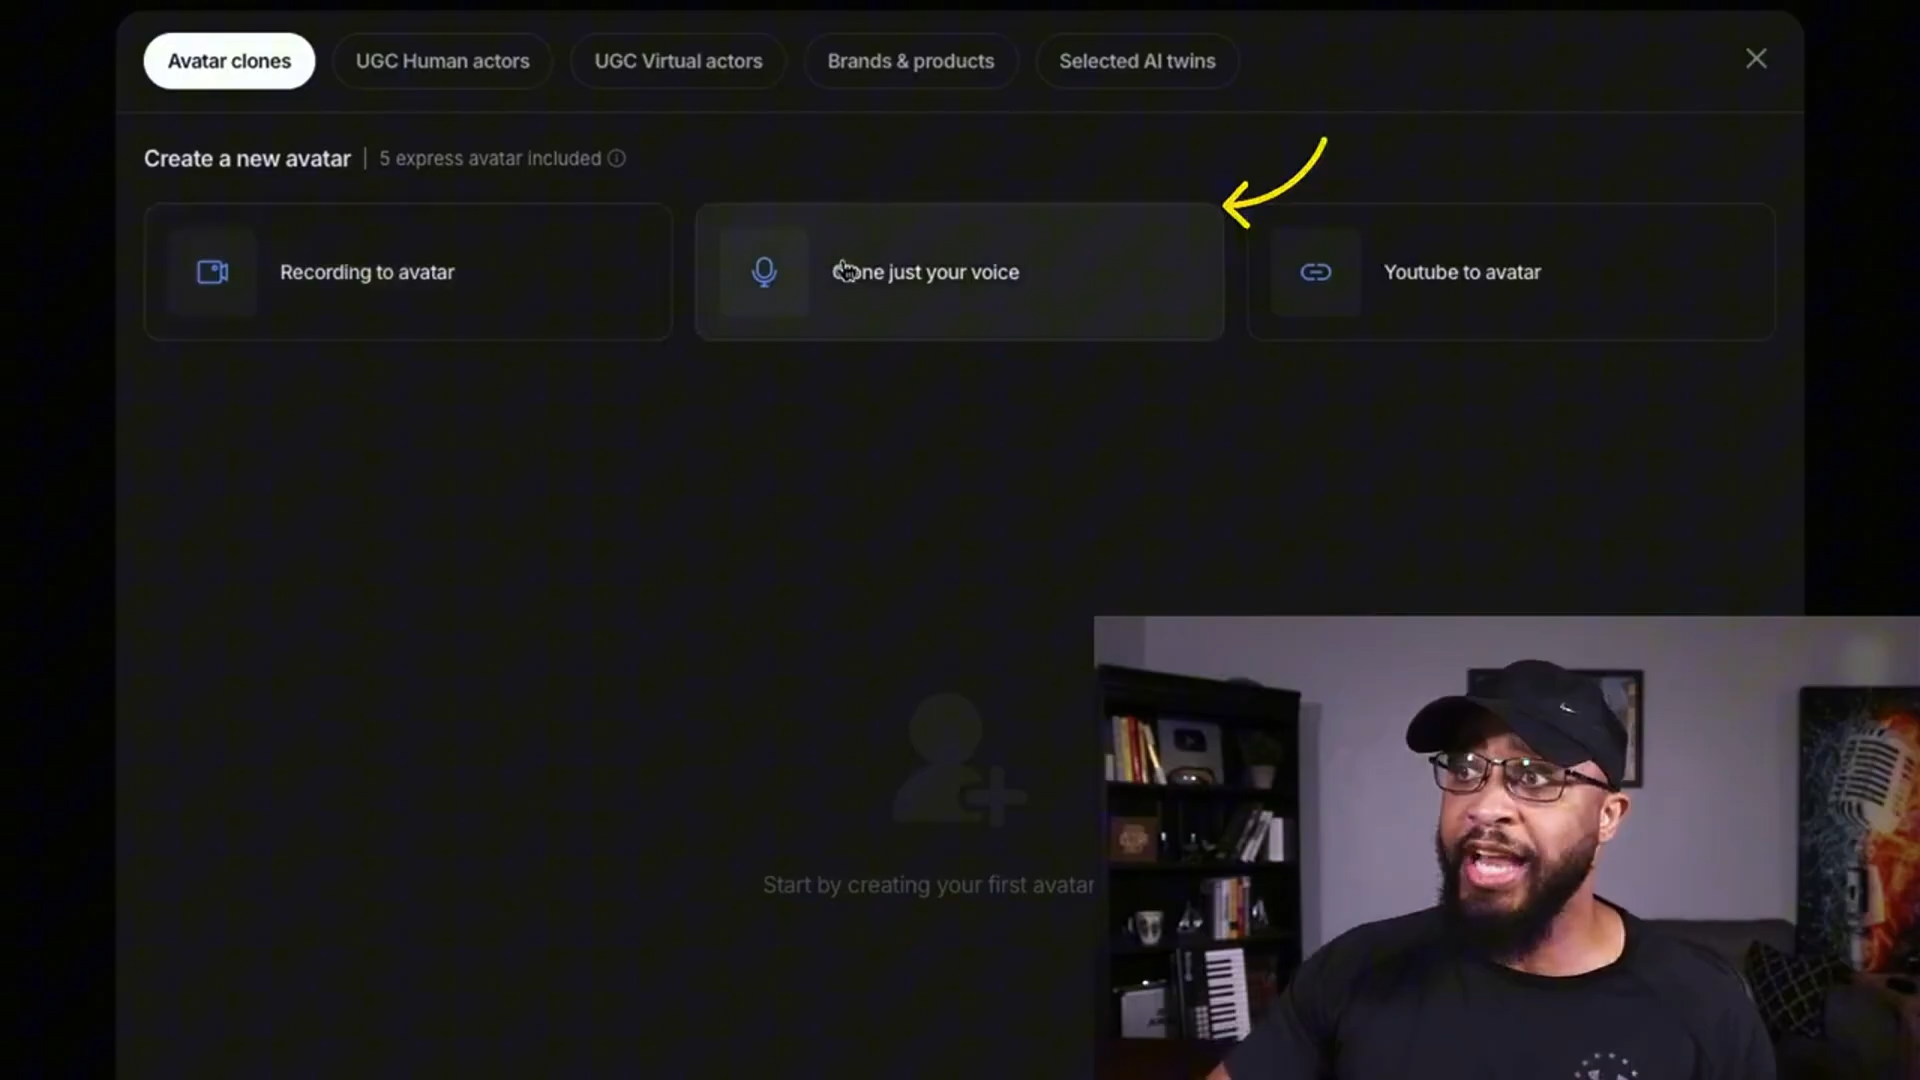 Avatar clones
UGC Human actors
UGC Virtual actors
Brands & products
Selected AI twins
Create a new avatar
5 express avatar included
Recording to avatar
Clone just your voice
Youtube to avatar
Start by creating your first avatar